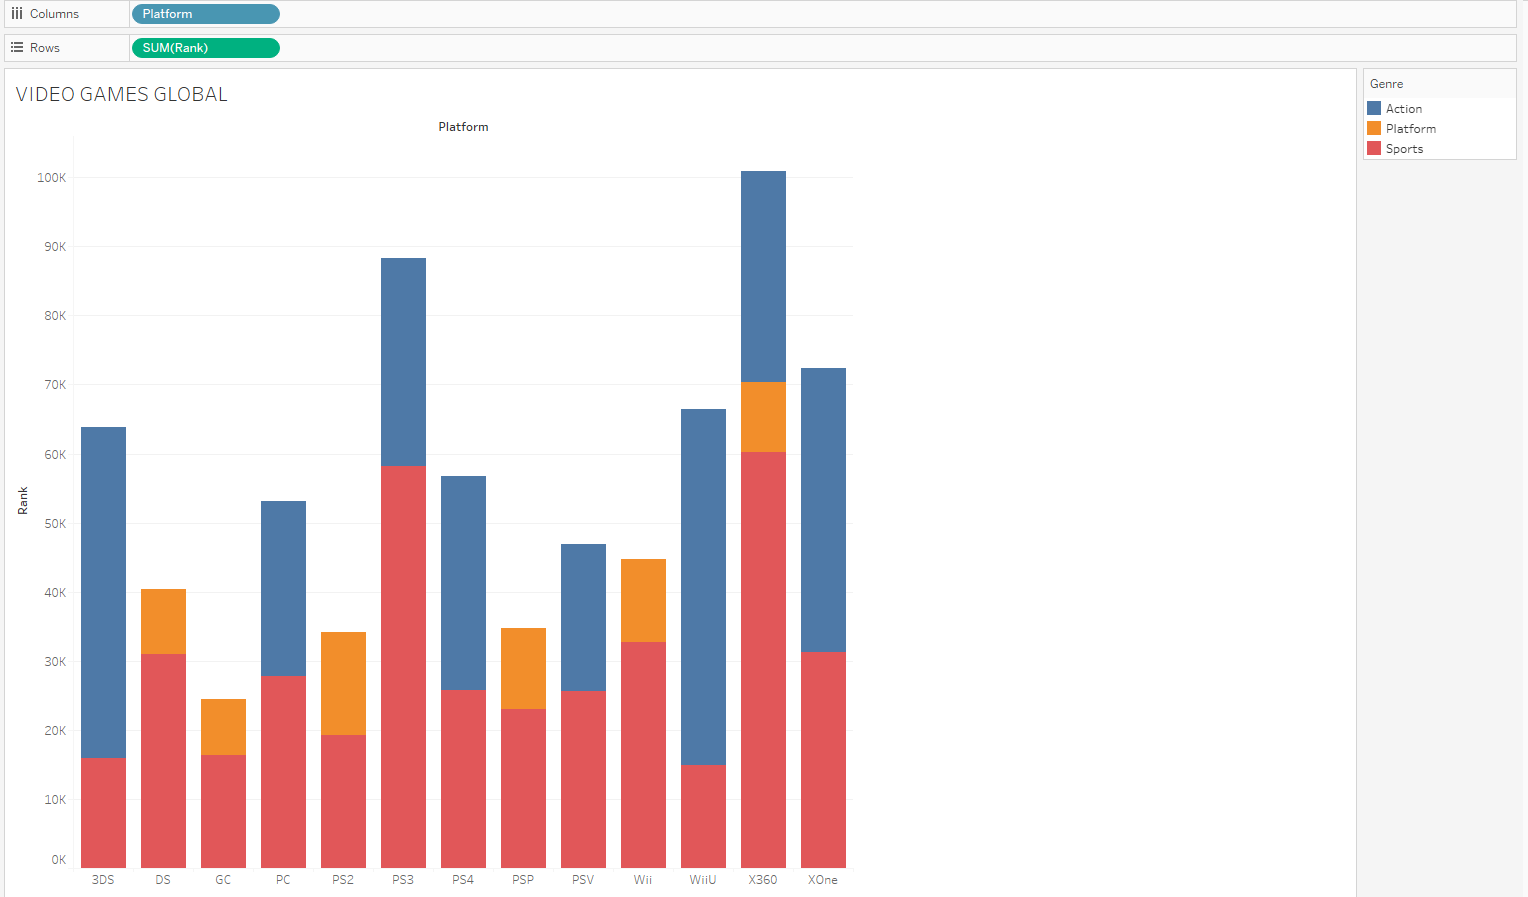 Columns Platform
Rows SUM(Rank)
VIDEO GAMES GLOBAL
Platform
Genre
Action
Platform
Sports
100K
90K
80K
70K
60K
50K
40K
30K
20K
10K
0K
Rank
3DS DS GC PC PS2 PS3 PS4 PSP PSV Wii WiiU X360 XOne